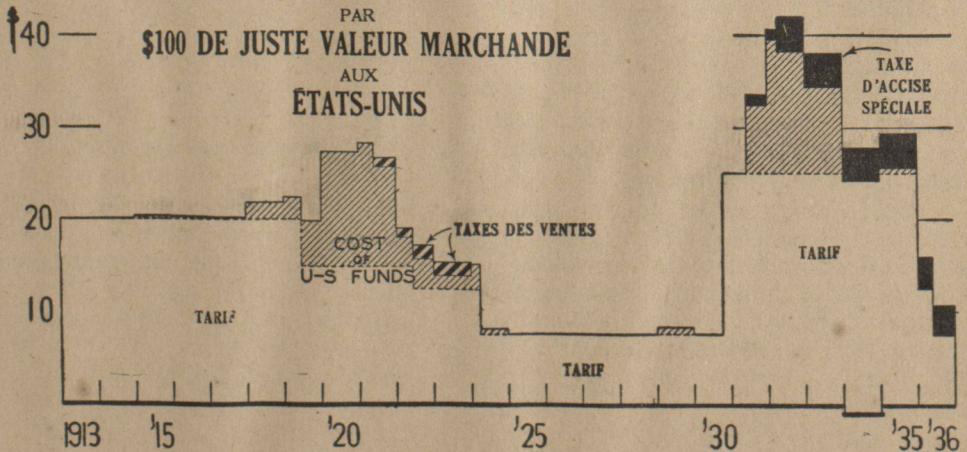 PAR
$100 DE JUSTE VALEUR MARCHANDE
AUX
ÉTATS-UNIS
40
30
20
10
TAXE
D'ACCISE
SPÉCIALE
TAXES DES VENTES
COST
OF
U-S FUNDS
TARIF
TARIF
TARIF
1913 '15 '20 '25 '30 '35 '36